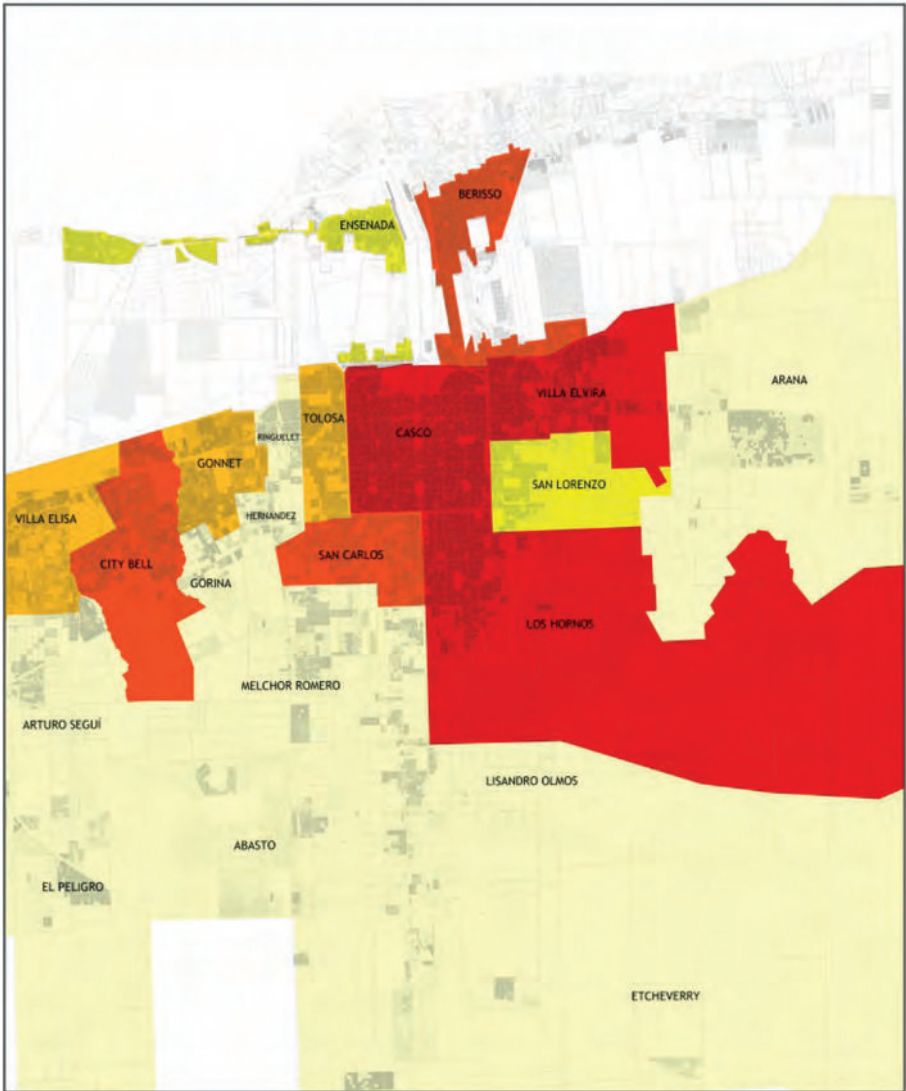 BERISSO
ENSENADA
ARANA
VILLA ELVIRA
TOLOSA
CASCO
RINGUELET
GONNET
SAN LORENZO
HERNANDEZ
VILLA ELISA
SAN CARLOS
CITY BELL
GORINA
LOS HORNOS
MELCHOR ROMERO
ARTURO SEGUÍ
LISANDRO OLMOS
ABASTO
EL PELIGRO
ETCHEVERRY